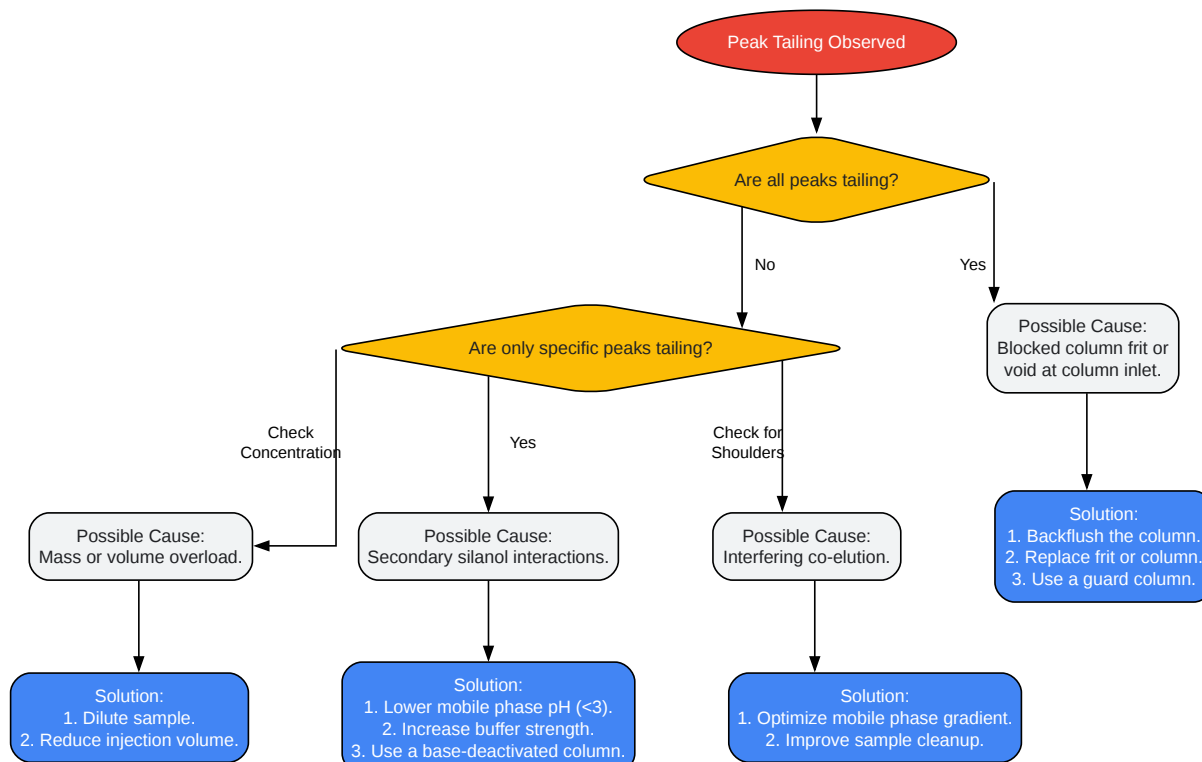 Peak Tailing Observed
Are all peaks tailing?
No
Yes
Are only specific peaks tailing?
Possible Cause:
Blocked column frit or
void at column inlet.
Check
Concentration
Yes
Check for
Shoulders
Solution:
1. Backflush the column.
2. Replace frit or column.
3. Use a guard column.
Possible Cause:
Mass or volume overload.
Possible Cause:
Secondary silanol interactions.
Possible Cause:
Interfering co-elution.
Solution:
1. Dilute sample.
2. Reduce injection volume.
Solution:
1. Lower mobile phase pH (<3).
2. Increase buffer strength.
3. Use a base-deactivated column.
Solution:
1. Optimize mobile phase gradient.
2. Improve sample cleanup.